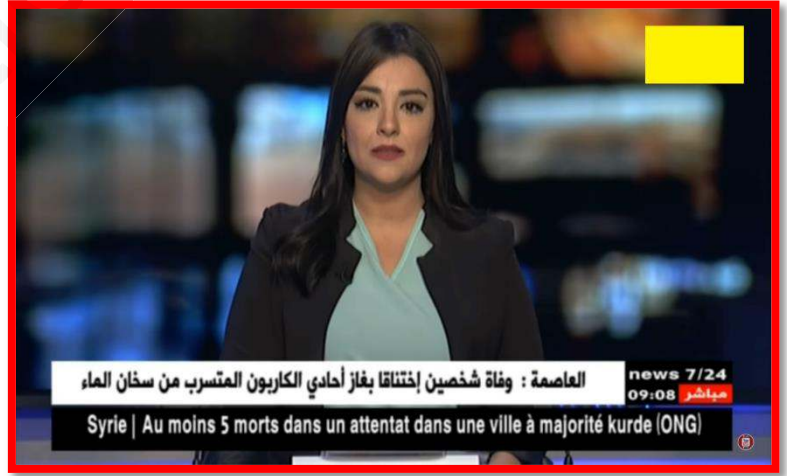 العاصمة : وفاة شخصين إختناقا بغاز أحادي الكاربون المتسرب من سخان الماء
news 7/24
مباشر 09:08
Syrie | Au moins 5 morts dans un attentat dans une ville à majorité kurde (ONG)